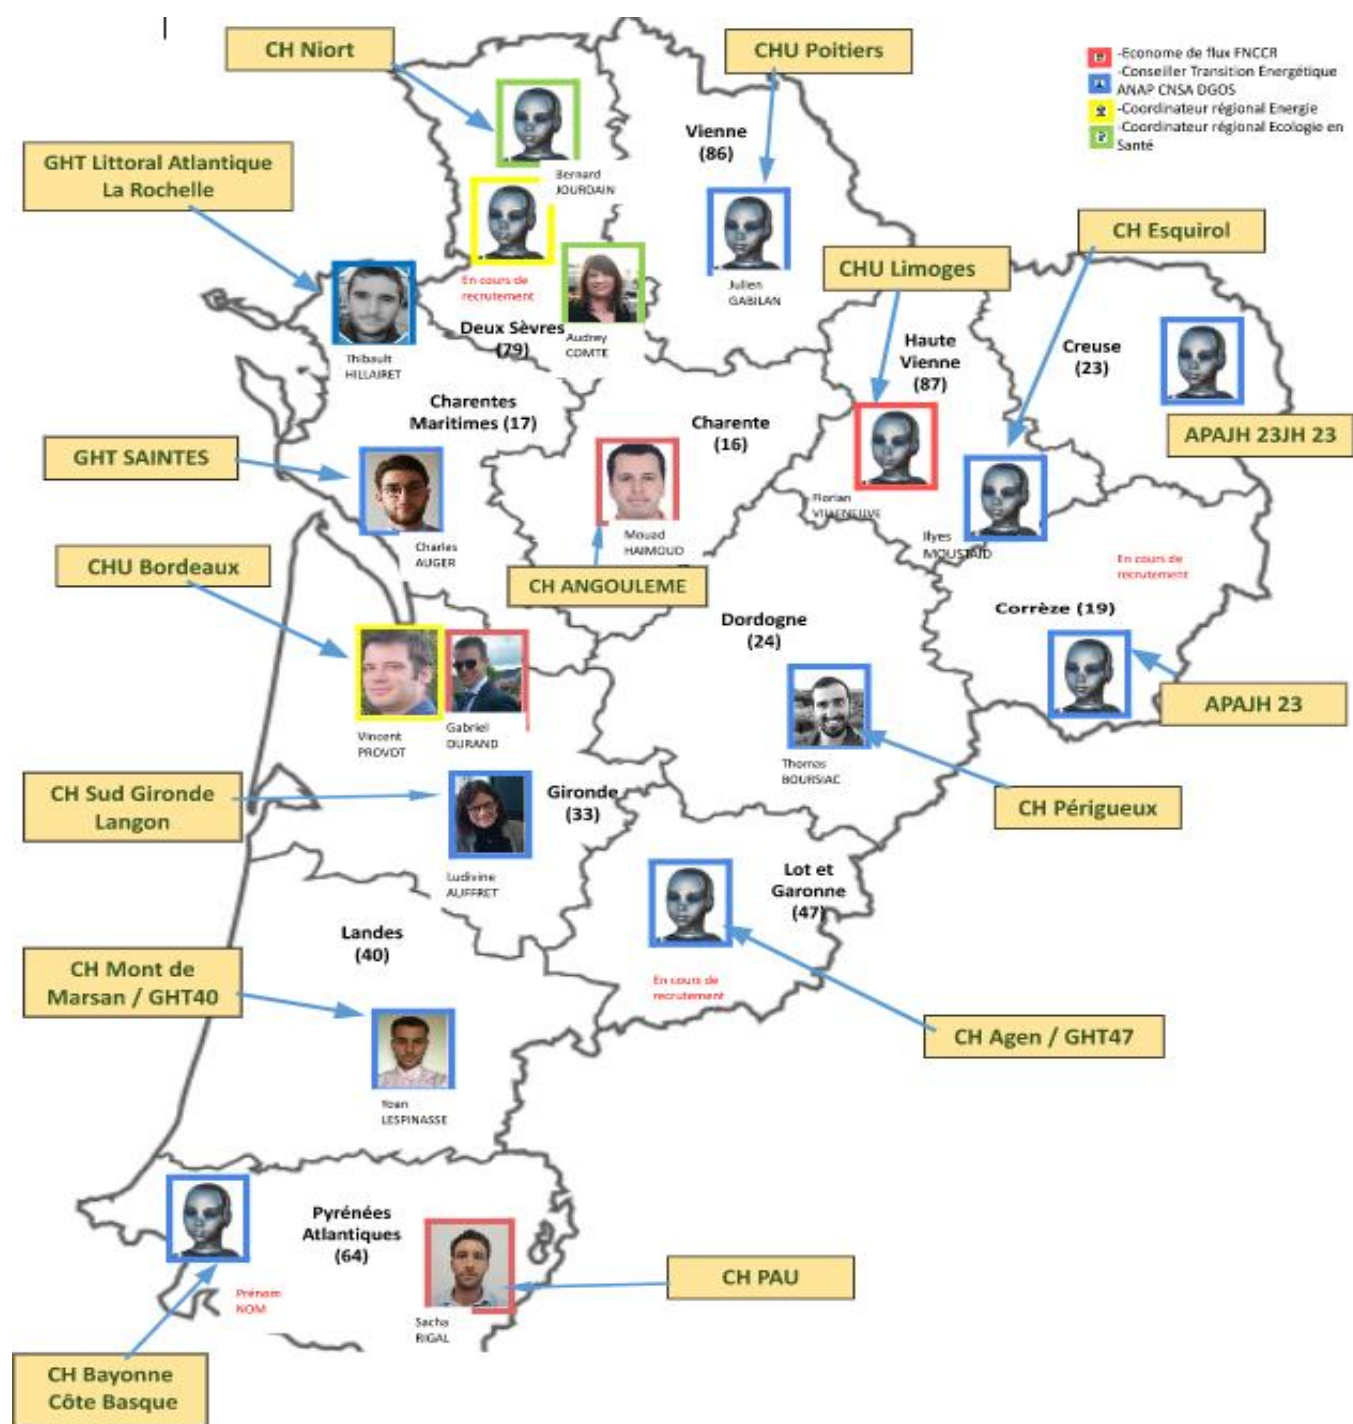 CH Niort
CHU Poitiers
-Econome de flux FNCCR
-Conseiller Transition Energétique
ANAP CNSA DGOS
-Coordinateur régional Energie
-Coordinateur régional Ecologie en
Santé
Vienne
(86)
GHT Littoral Atlantique
La Rochelle
Bernard
JOURDAIN
CH Esquirol
CHU Limoges
En cours de
recrutement
Julien
GABILAN
Deux Sèvres
(79)
Audrey
COMTE
Thibault
HILLAIRET
Haute
Vienne
(87)
Creuse
(23)
Charentes
Maritimes (17)
Charente
(16)
APAJH 23JH 23
GHT SAINTES
Florian
VILLENEUVE
Mouad
HAIMOUD
Ilyes
MOUSTAID
Charles
AUGER
En cours de
recrutement
CHU Bordeaux
CH ANGOULEME
Corrèze (19)
Dordogne
(24)
APAJH 23
Vincent
PROVOT
Gabriel
DURAND
Thomas
BOURSIAC
CH Sud Gironde
Langon
Gironde
(33)
CH Périgueux
Ludivine
AUFFRET
Lot et
Garonne
(47)
Landes
(40)
CH Mont de
Marsan / GHT40
En cours de
recrutement
CH Agen / GHT47
Yoan
LESPINASSE
Pyrénées
Atlantiques
(64)
CH PAU
Prénom
NOM
Sacha
RIGAL
CH Bayonne
Côte Basque